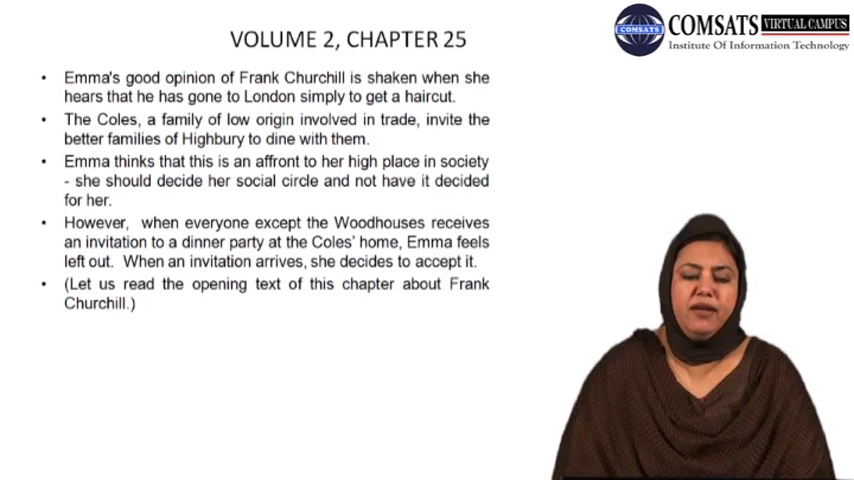 VOLUME 2, CHAPTER 25
COMSATS VIRTUAL CAMPUS
Institute Of Information Technology
COMSATS
• Emma's good opinion of Frank Churchill is shaken when she
hears that he has gone to London simply to get a haircut.
• The Coles, a family of low origin involved in trade, invite the
better families of Highbury to dine with them.
• Emma thinks that this is an affront to her high place in society
- she should decide her social circle and not have it decided
for her.
• However, when everyone except the Woodhouses receives
an invitation to a dinner party at the Coles' home, Emma feels
left out. When an invitation arrives, she decides to accept it.
• (Let us read the opening text of this chapter about Frank
Churchill.)